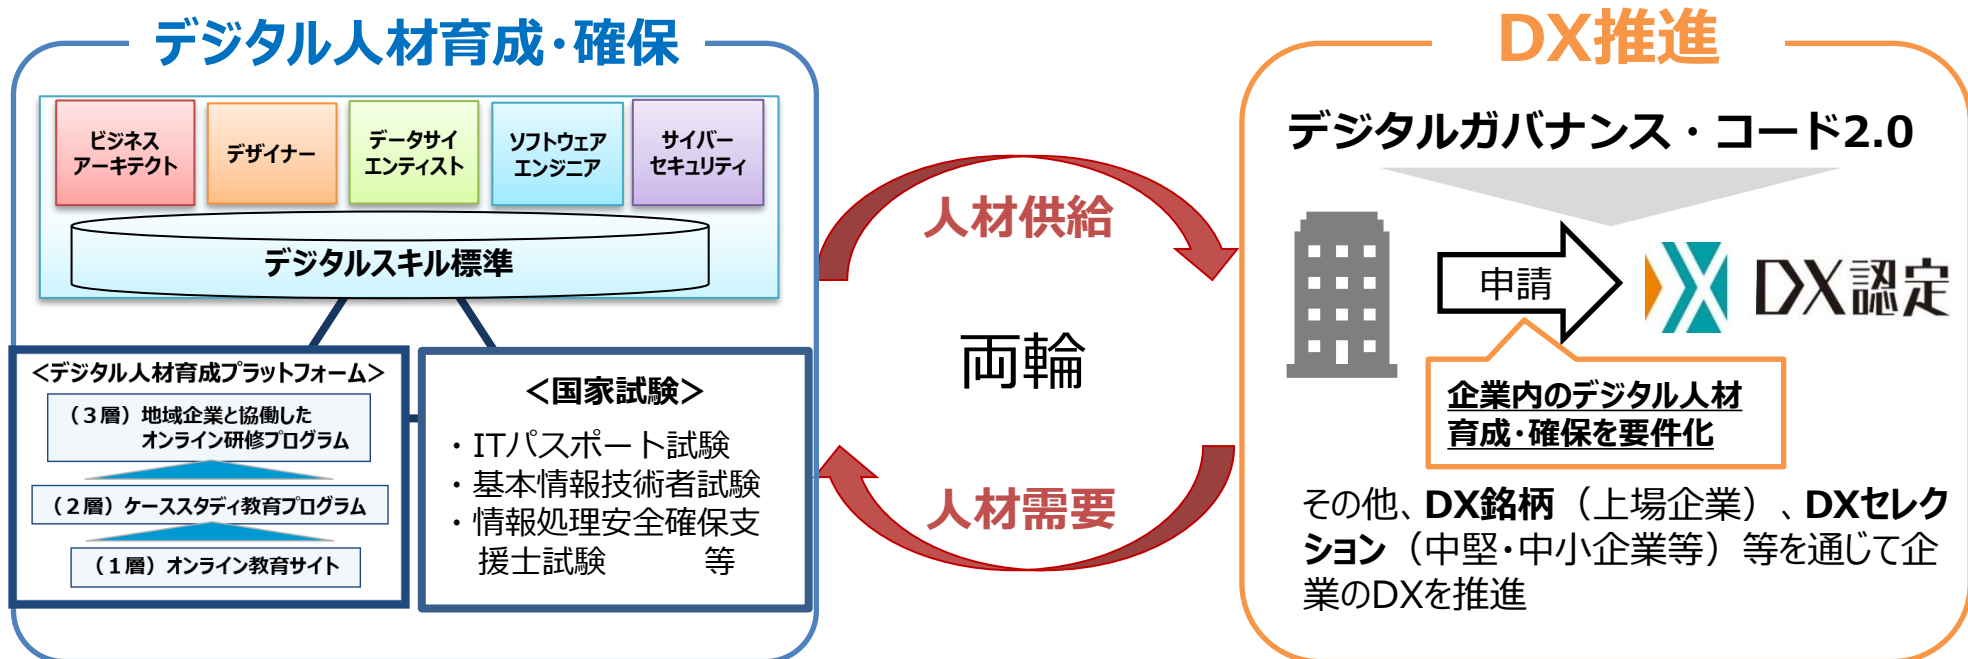 デジタル人材育成・確保
ビジネス
アーキテクト
デザイナー
データサイ
エンティスト
ソフトウェア
エンジニア
サイバー
セキュリティ
デジタルスキル標準
＜デジタル人材育成プラットフォーム＞
（３層）地域企業と協働した
オンライン研修プログラム
（２層）ケーススタディ教育プログラム
（１層）オンライン教育サイト
＜国家試験＞
・ITパスポート試験
・基本情報技術者試験
・情報処理安全確保支
援士試験　　　等
人材供給
両輪
人材需要
DX推進
デジタルガバナンス・コード2.0
申請
DX認定
企業内のデジタル人材
育成・確保を要件化
その他、DX銘柄（上場企業）、DXセレク
ション（中堅・中小企業等）等を通じて企
業のDXを推進